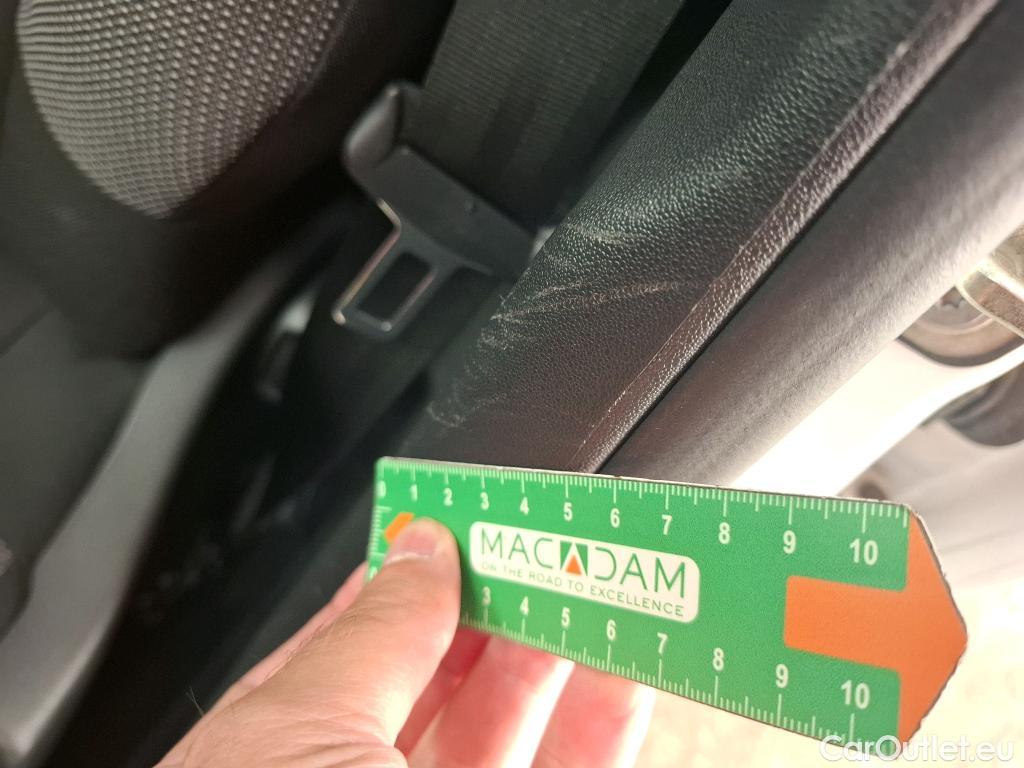 0 1 2 3 4 5 6 7 8 9 10
MACADAM
ON THE ROAD TO EXCELLENCE
3 4 5 6 7 8 9 10
CarOutlet.eu